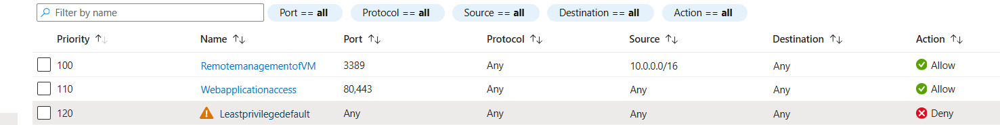 Filter by name Port == all Protocol == all Source == all Destination == all Action == all
Priority ↑↓ Name ↑↓ Port ↑↓ Protocol ↑↓ Source ↑↓ Destination ↑↓ Action ↑↓
100 RemotemanagementofVM 3389 Any 10.0.0.0/16 Any Allow
110 Webapplicationaccess 80,443 Any Any Any Allow
120 Leastprivilegedefault Any Any Any Any Deny